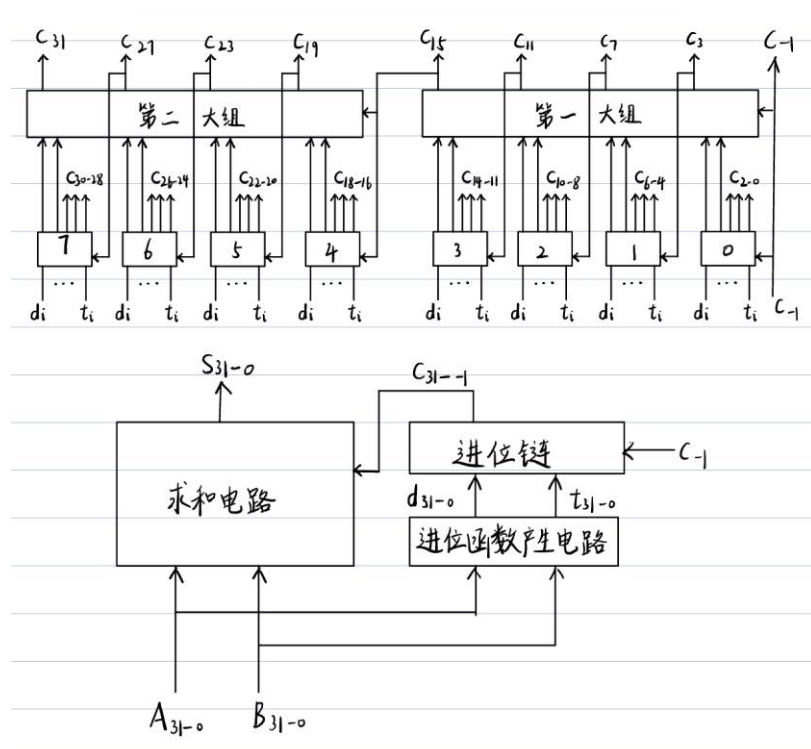 C31 C27 C23 C19 C15 C11 C7 C3 C-1
第二大组 第一大组
C30-28 C26-24 C22-20 C18-16 C14-11 C10-8 C6-4 C2-0
7 6 5 4 3 2 1 0
... ... ... ... ... ... ... ...
di ti di ti di ti di ti di ti di ti di ti di ti C-1
S31-0 C31--1
进位链 C-1
求和电路 d31-0 t31-0
进位函数产生电路
A31-0 B31-0